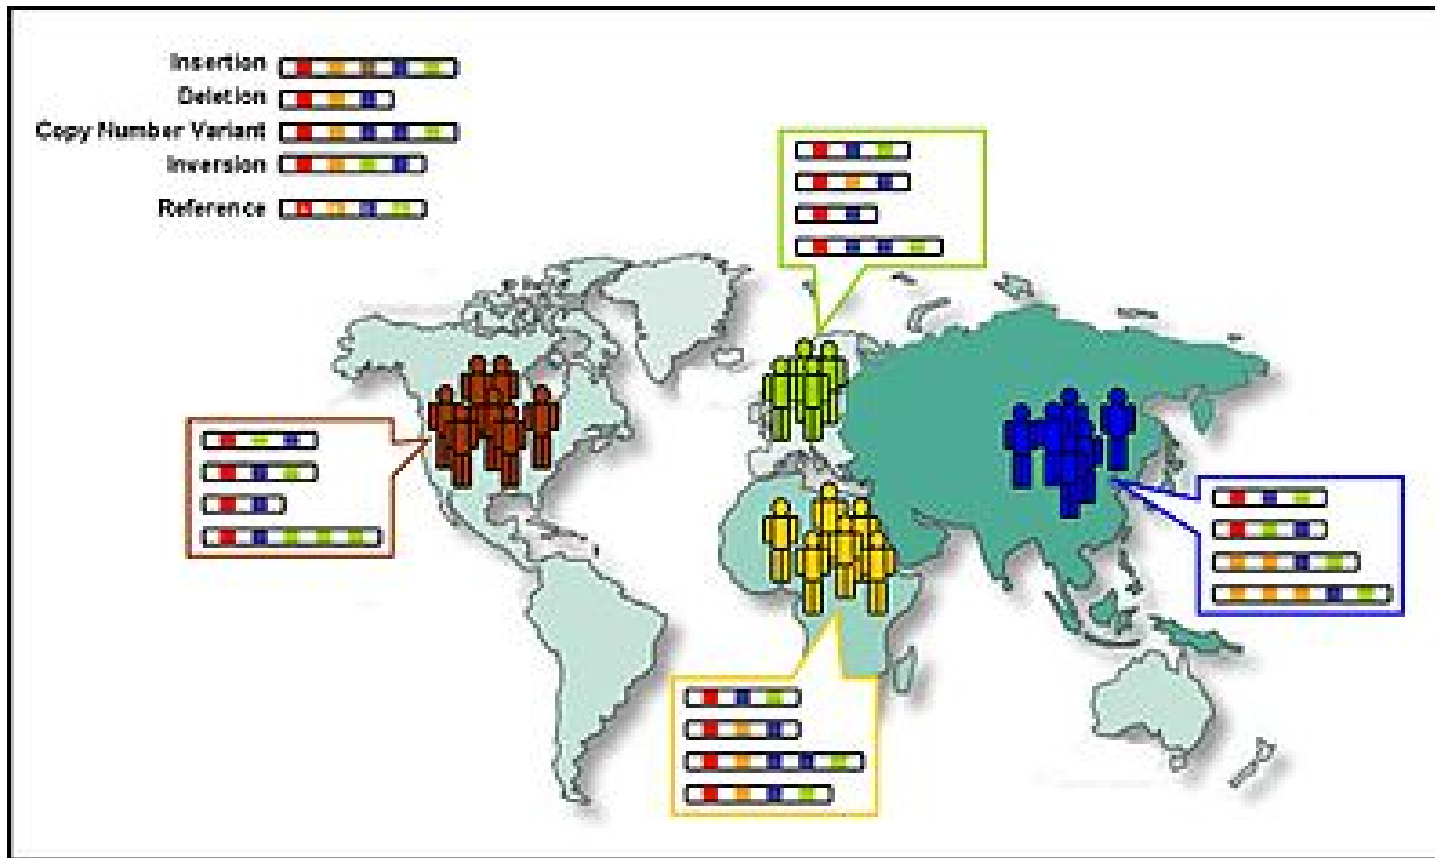 Insertion
Deletion
Copy Number Variant
Inversion
Reference